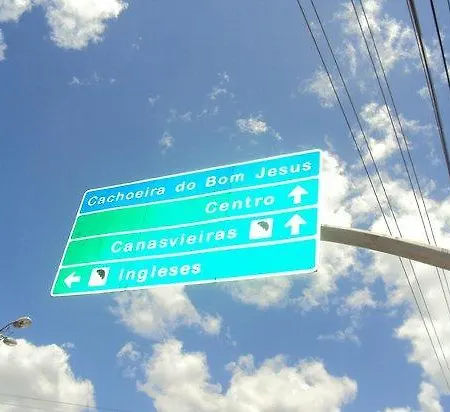 Cachoeira do Bom Jesus
Centro
Canasvieiras
Ingleses